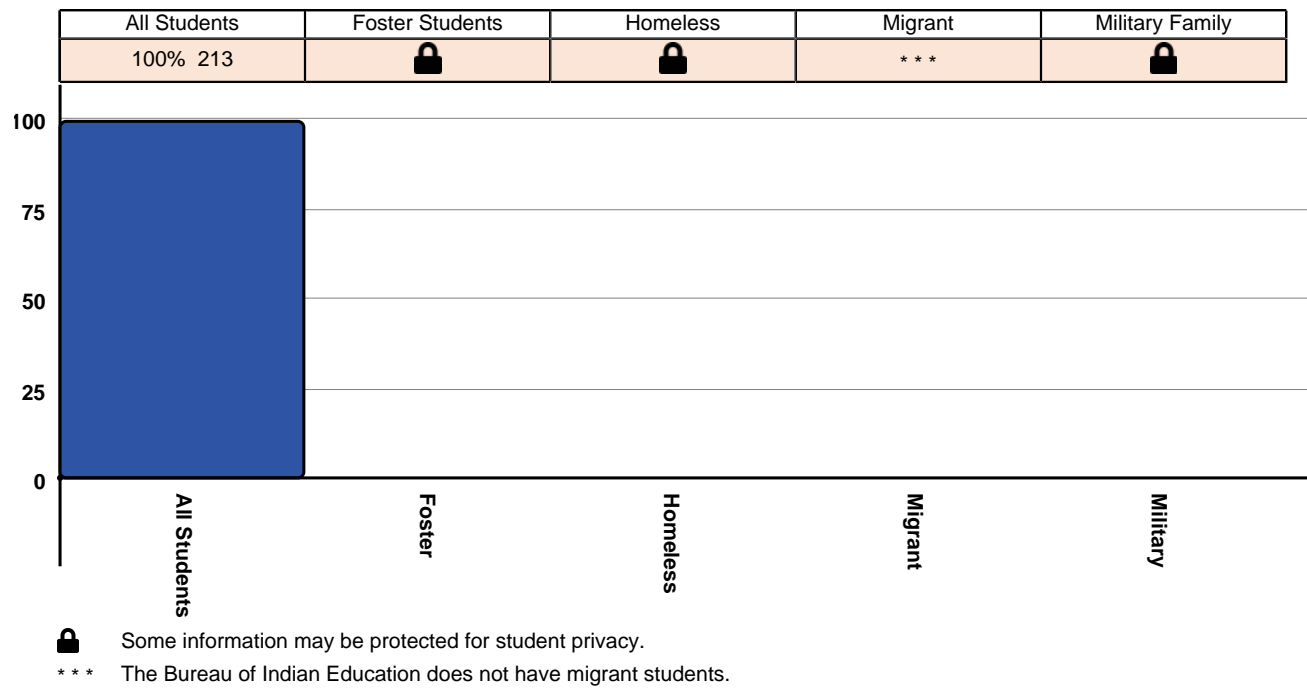 All Students Foster Students Homeless Migrant Military Family
100% 213 * * *
100
75
50
25
0
All Students Foster Homeless Migrant Military
Some information may be protected for student privacy.
* * * The Bureau of Indian Education does not have migrant students.